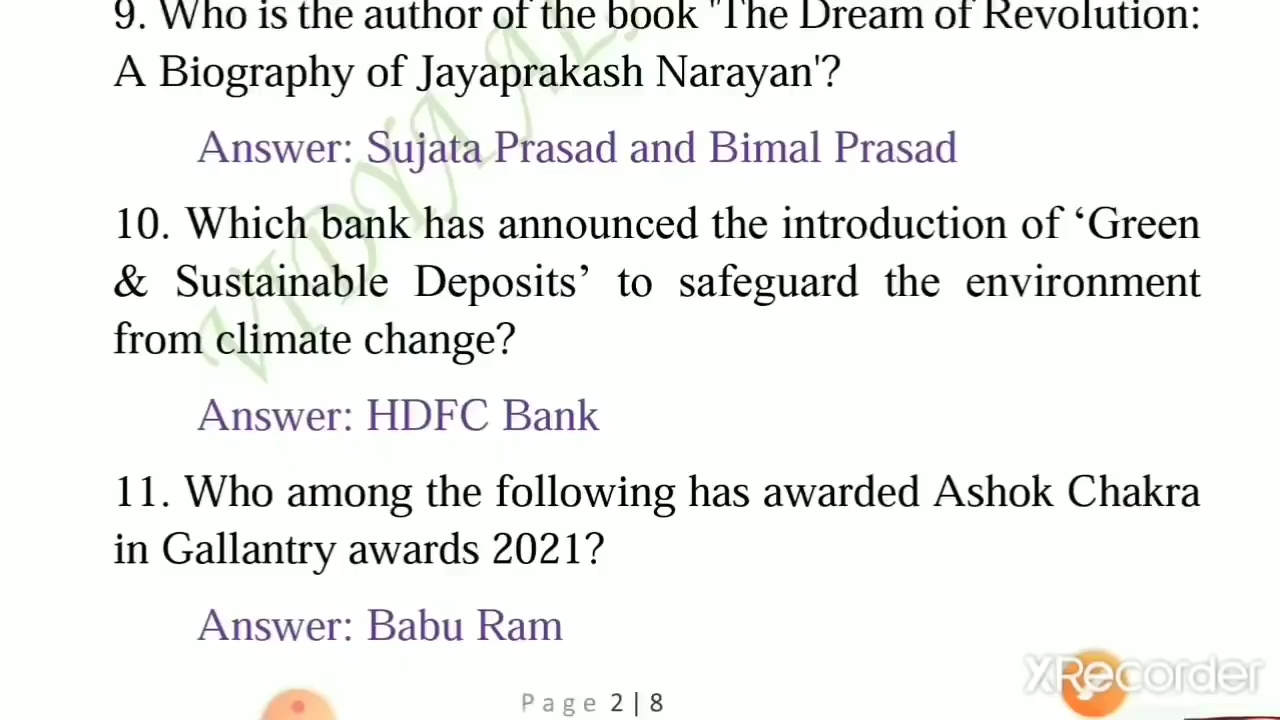 9. Who is the author of the book "The Dream of Revolution:
A Biography of Jayaprakash Narayan'?
Answer: Sujata Prasad and Bimal Prasad
10. Which bank has announced the introduction of ‘Green
& Sustainable Deposits’ to safeguard the environment
from climate change?
Answer: HDFC Bank
11. Who among the following has awarded Ashok Chakra
in Gallantry awards 2021?
Answer: Babu Ram
Page 2 | 8
XRecorder